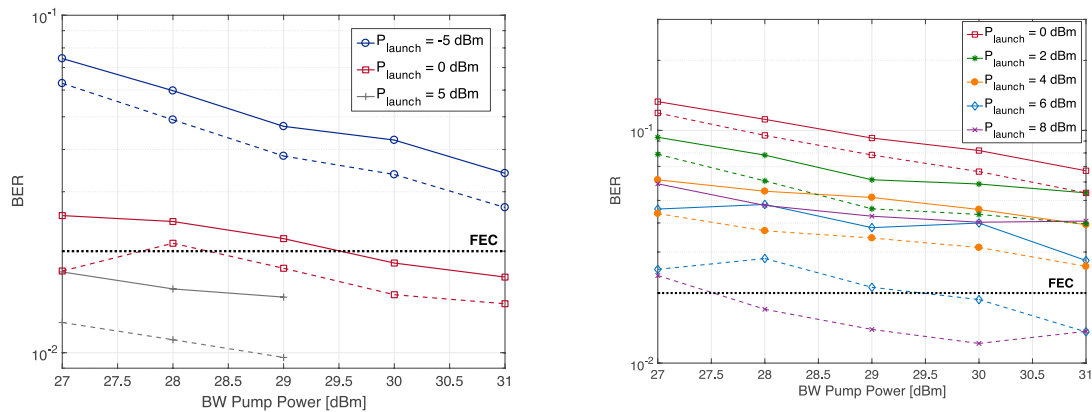 10^-1
P_launch = -5 dBm
P_launch = 0 dBm
P_launch = 5 dBm
BER
FEC
10^-2
27 27.5 28 28.5 29 29.5 30 30.5 31
BW Pump Power [dBm]
P_launch = 0 dBm
P_launch = 2 dBm
P_launch = 4 dBm
P_launch = 6 dBm
P_launch = 8 dBm
10^-1
BER
FEC
10^-2
27 27.5 28 28.5 29 29.5 30 30.5 31
BW Pump Power [dBm]